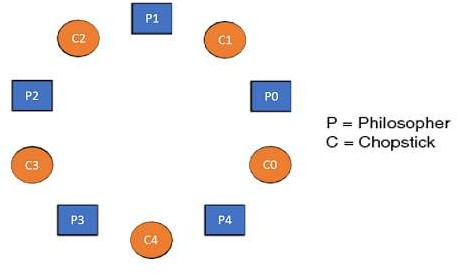 P1
C2
C1
P2
P0
P = Philosopher
C = Chopstick
C3
C0
P3
P4
C4